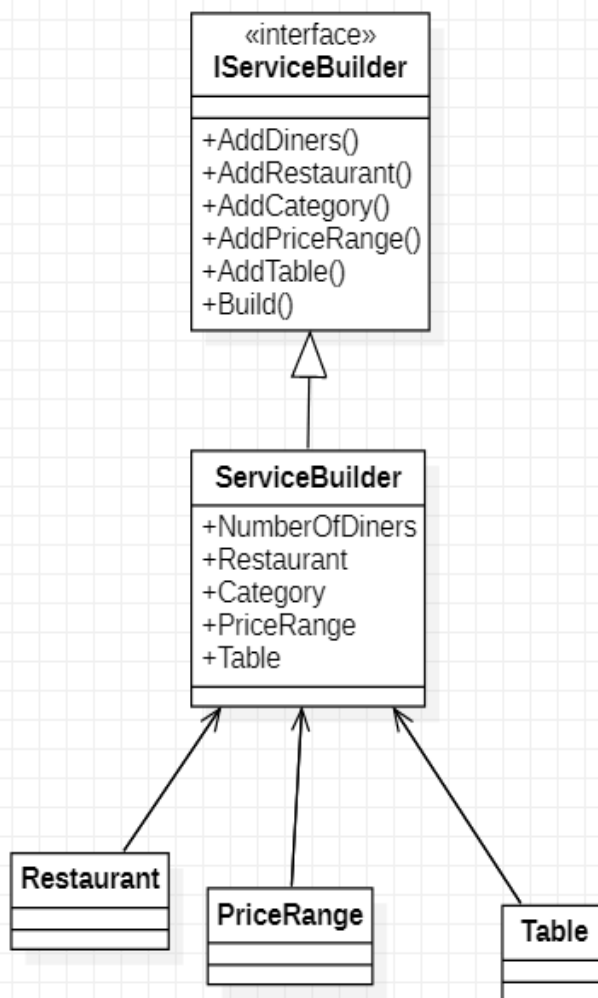 «interface»
IServiceBuilder
+AddDiners()
+AddRestaurant()
+AddCategory()
+AddPriceRange()
+AddTable()
+Build()
ServiceBuilder
+NumberOfDiners
+Restaurant
+Category
+PriceRange
+Table
Restaurant
PriceRange
Table